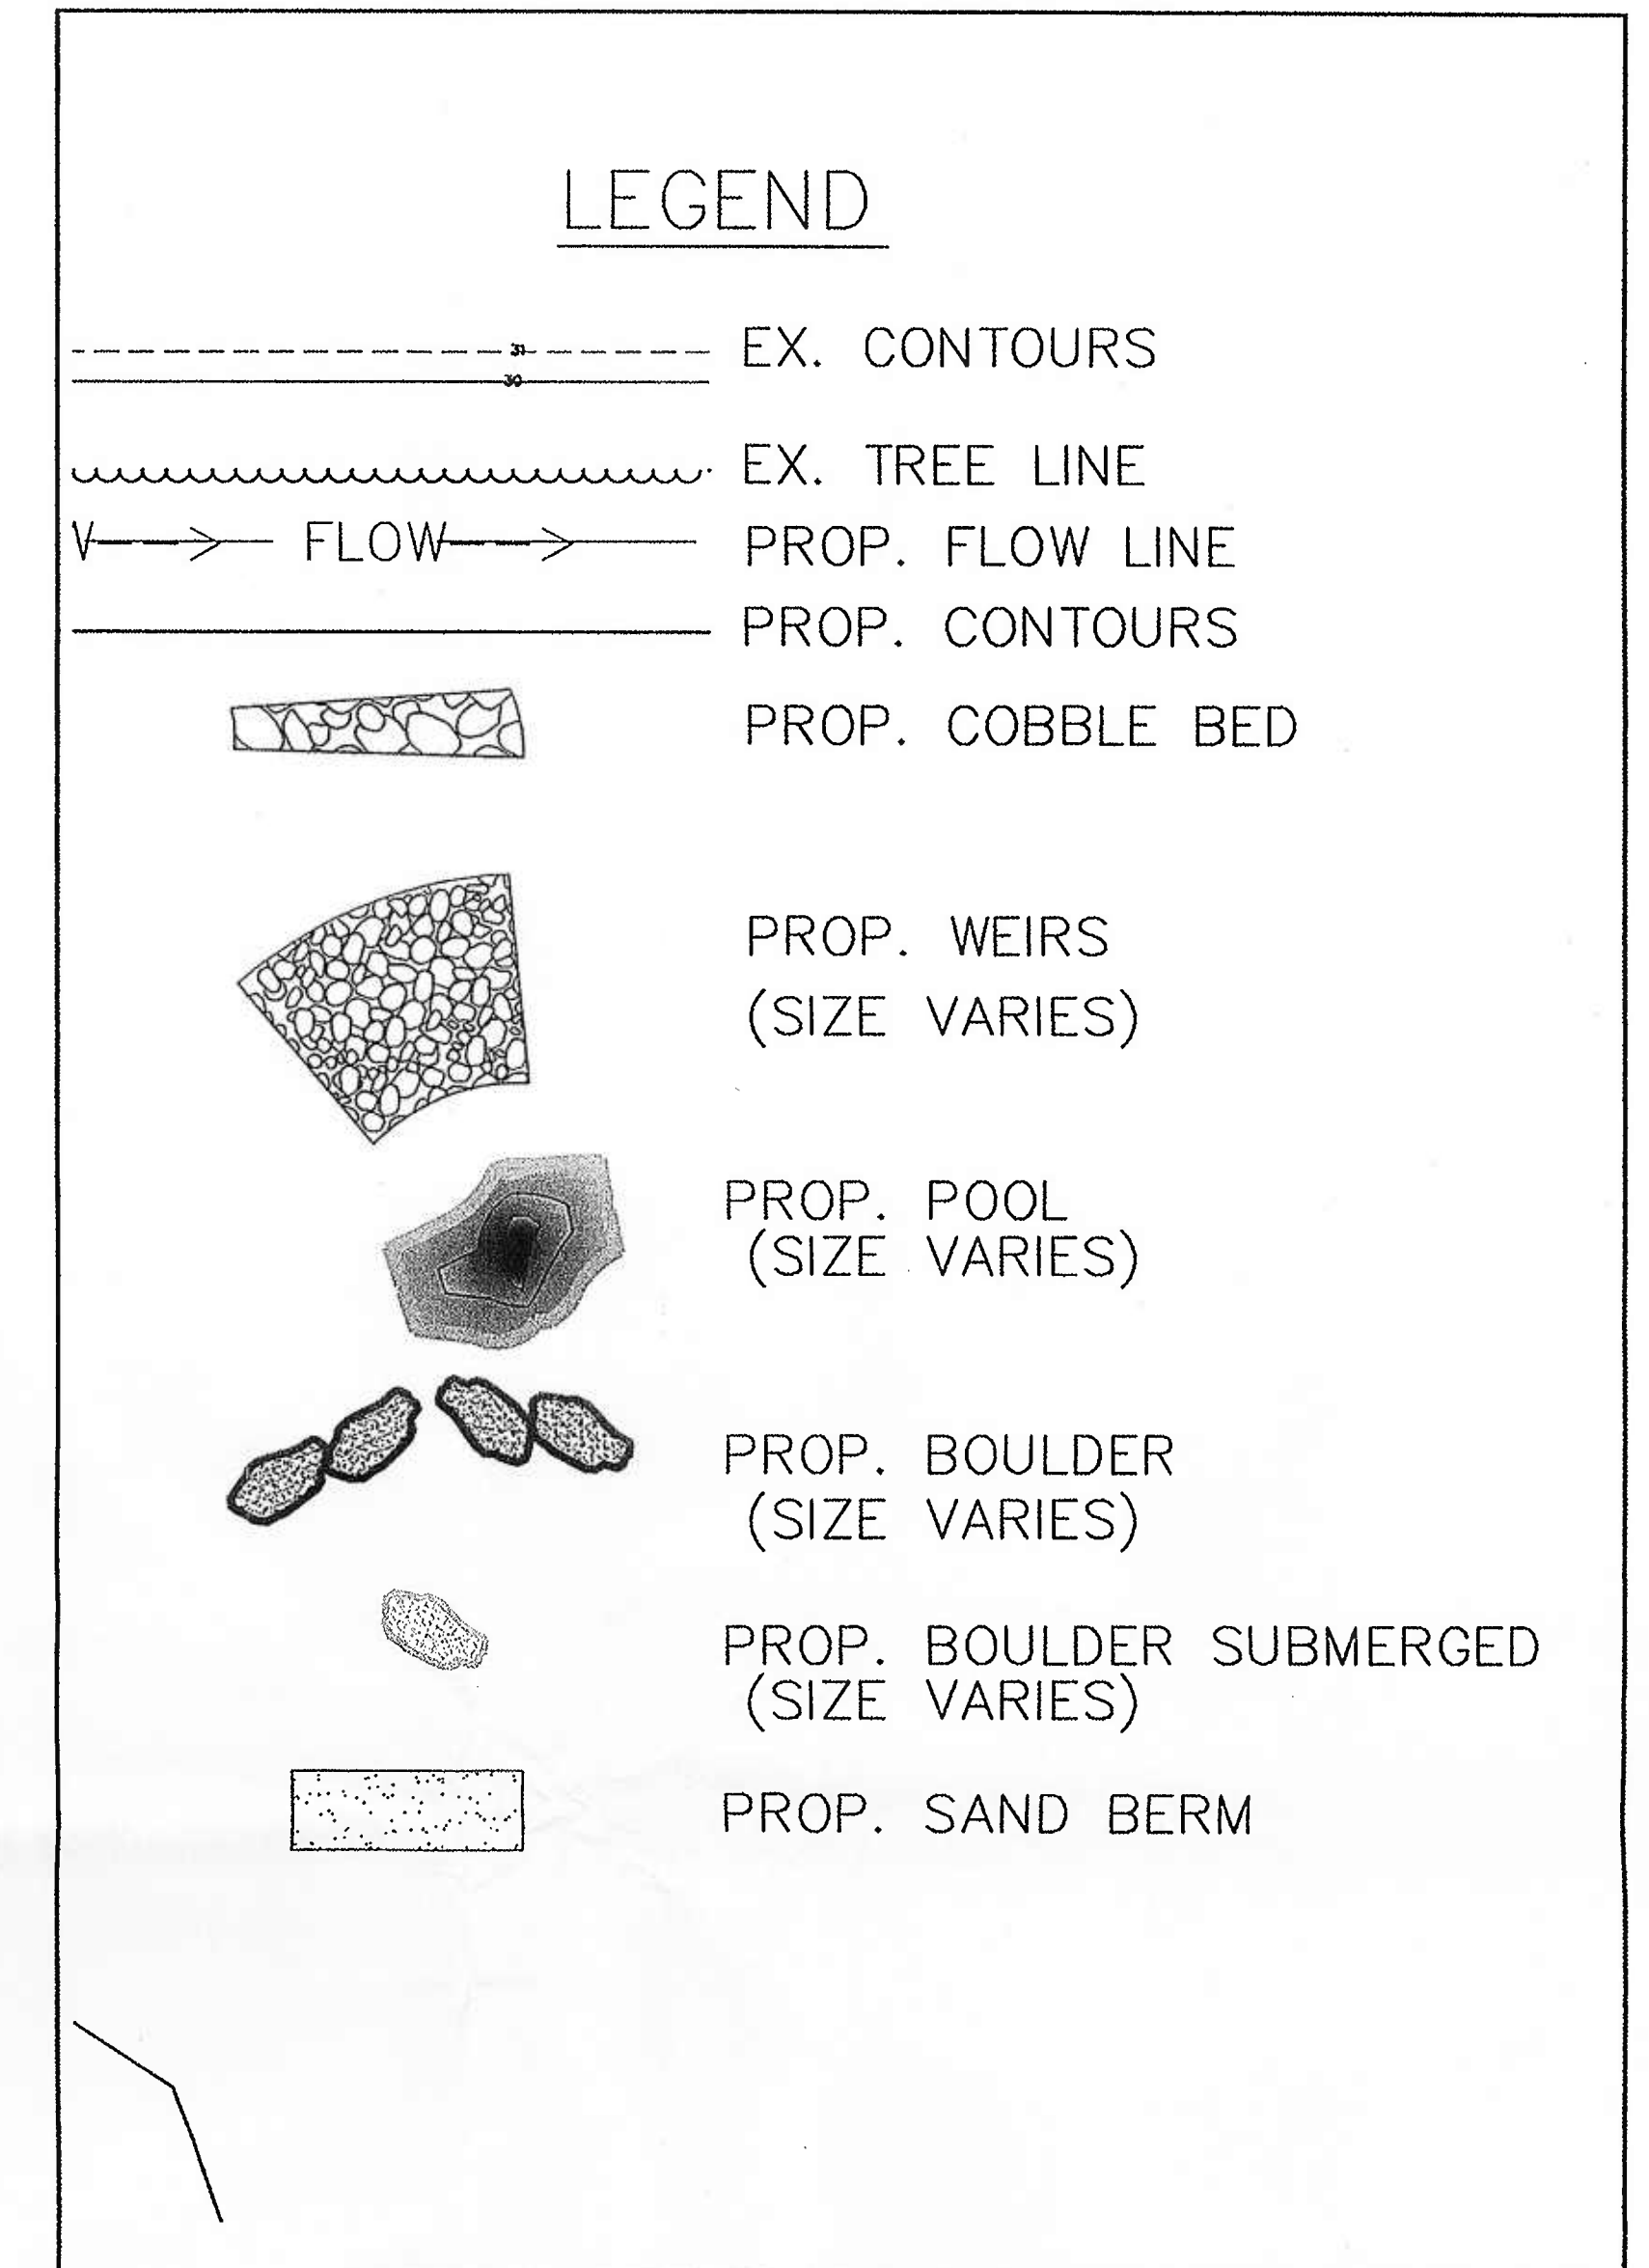 LEGEND
31
EX. CONTOURS
30
EX. TREE LINE
V FLOW
PROP. FLOW LINE
PROP. CONTOURS
PROP. COBBLE BED
PROP. WEIRS
(SIZE VARIES)
PROP. POOL
(SIZE VARIES)
PROP. BOULDER
(SIZE VARIES)
PROP. BOULDER SUBMERGED
(SIZE VARIES)
PROP. SAND BERM